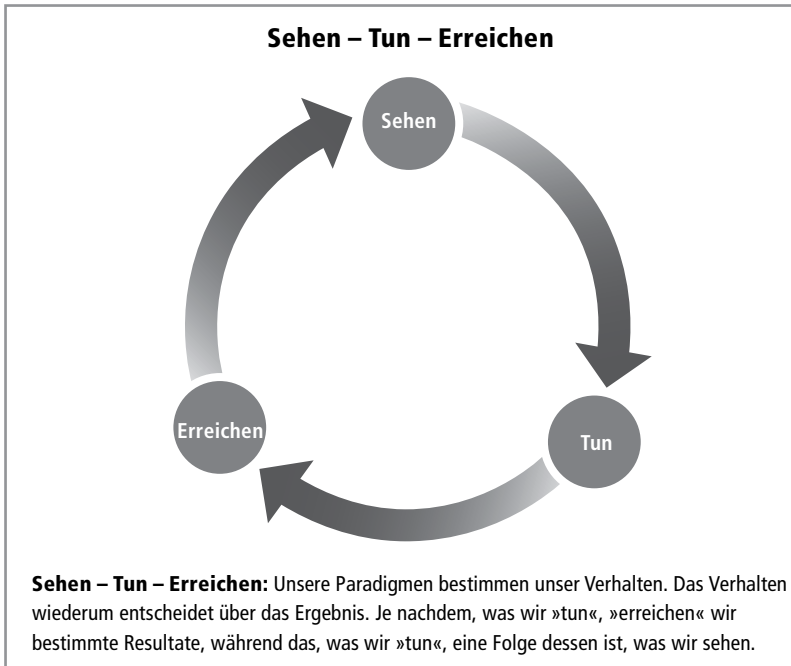 Sehen – Tun – Erreichen
Sehen
Erreichen
Tun
Sehen – Tun – Erreichen: Unsere Paradigmen bestimmen unser Verhalten. Das Verhalten
wiederum entscheidet über das Ergebnis. Je nachdem, was wir »tun«, »erreichen« wir
bestimmte Resultate, während das, was wir »tun«, eine Folge dessen ist, was wir sehen.